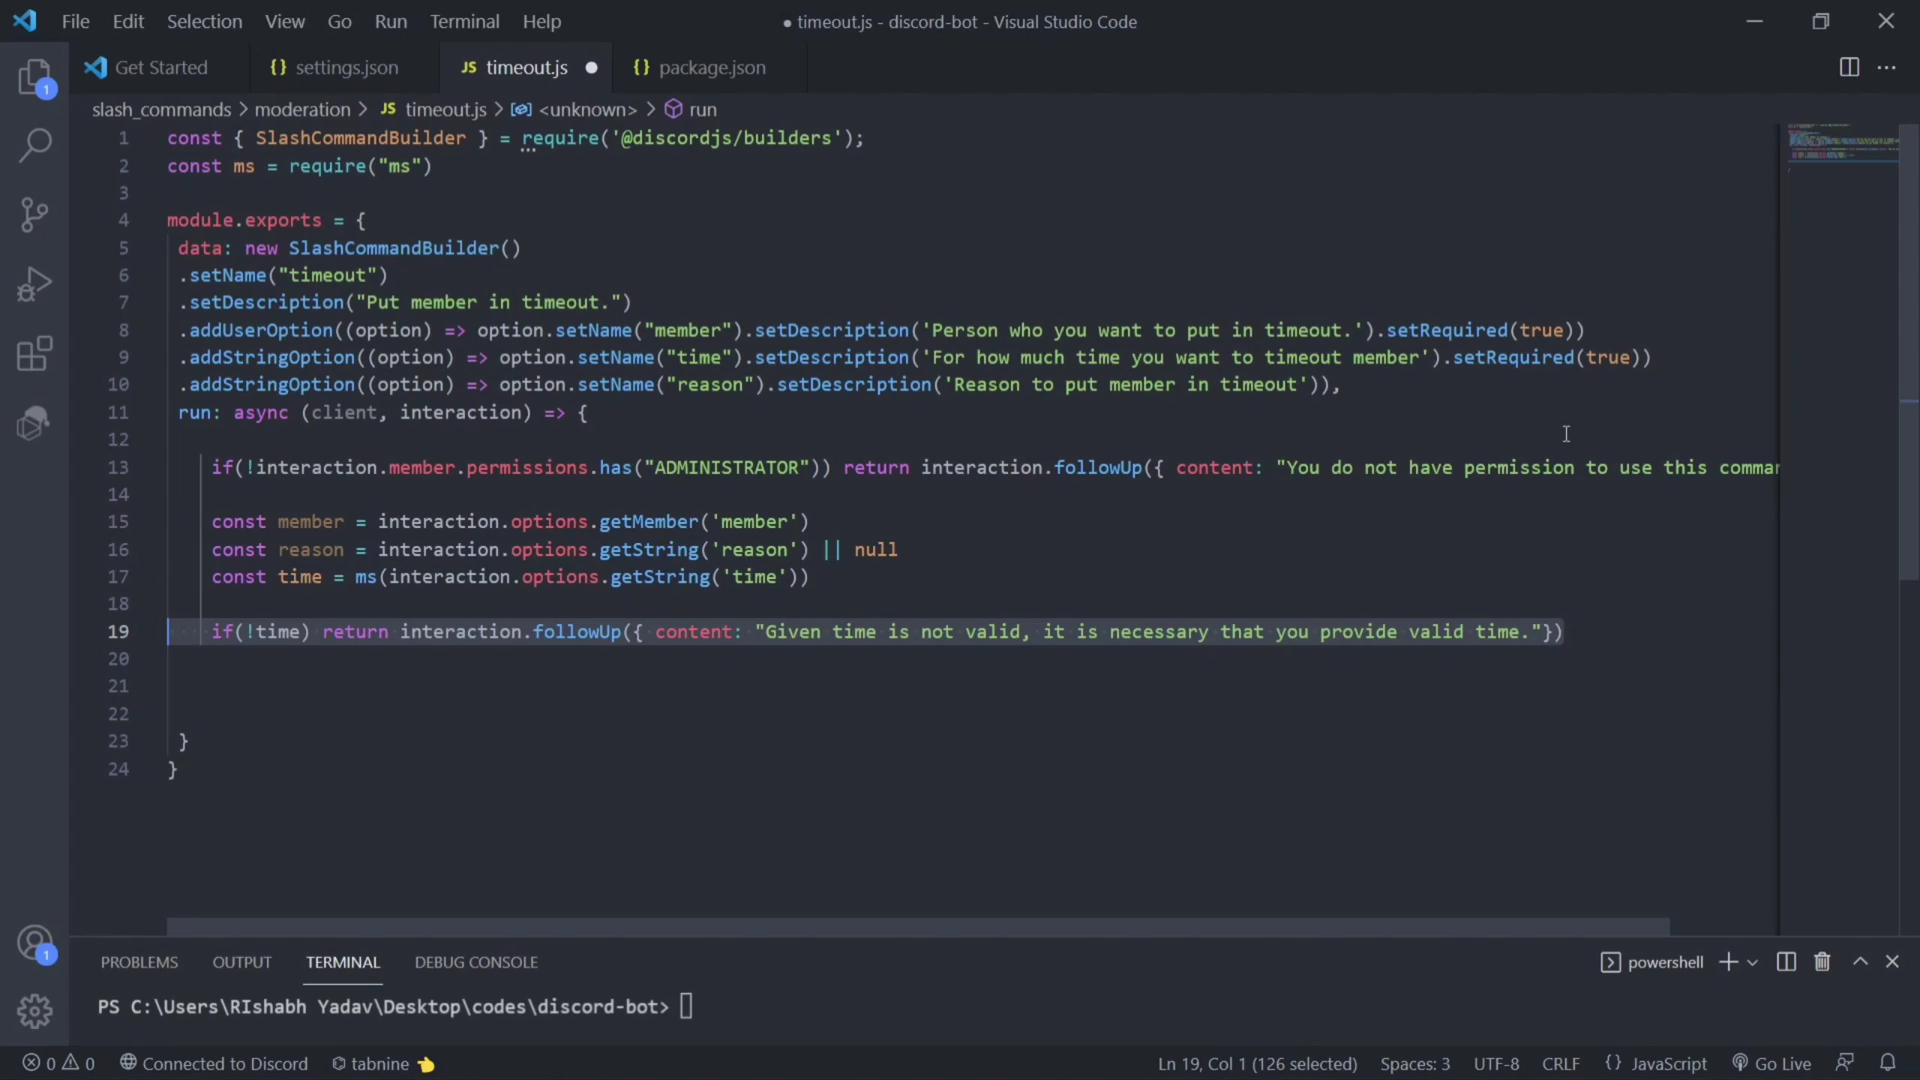 File Edit Selection View Go Run Terminal Help
● timeout.js - discord-bot - Visual Studio Code
Get Started
{} settings.json
JS timeout.js ●
{} package.json
slash_commands > moderation > JS timeout.js > <unknown> > run
1 const { SlashCommandBuilder } = require('@discordjs/builders');
2 const ms = require("ms")
3
4 module.exports = {
5 data: new SlashCommandBuilder()
6 .setName("timeout")
7 .setDescription("Put member in timeout.")
8 .addUserOption((option) => option.setName("member").setDescription('Person who you want to put in timeout.').setRequired(true))
9 .addStringOption((option) => option.setName("time").setDescription('For how much time you want to timeout member').setRequired(true))
10 .addStringOption((option) => option.setName("reason").setDescription('Reason to put member in timeout')),
11 run: async (client, interaction) => {
12
13 if(!interaction.member.permissions.has("ADMINISTRATOR")) return interaction.followUp({ content: "You do not have permission to use this comman
14
15 const member = interaction.options.getMember('member')
16 const reason = interaction.options.getString('reason') || null
17 const time = ms(interaction.options.getString('time'))
18
19 if(!time) return interaction.followUp({ content: "Given time is not valid, it is necessary that you provide valid time."})
20
21
22
23 }
24 }
1
PROBLEMS OUTPUT TERMINAL DEBUG CONSOLE
powershell
PS C:\Users\RIshabh Yadav\Desktop\codes\discord-bot>
1
0 0 Connected to Discord tabnine
Ln 19, Col 1 (126 selected) Spaces: 3 UTF-8 CRLF {} JavaScript Go Live